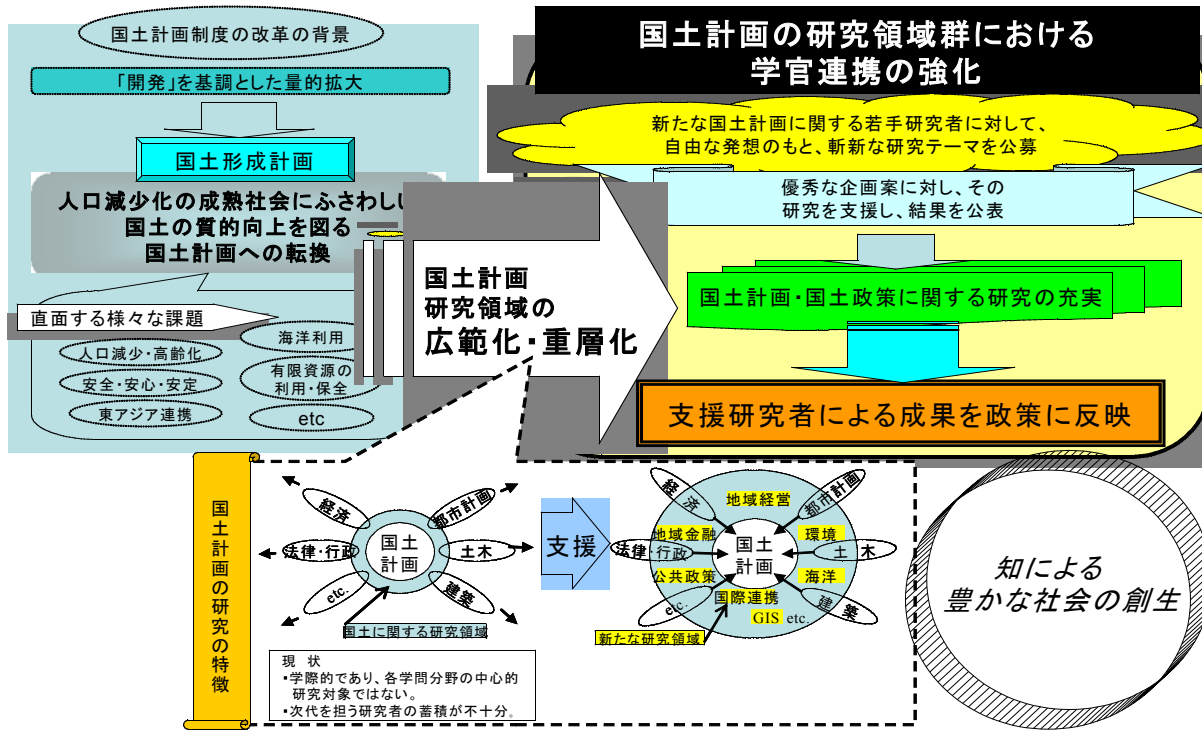 国土計画制度の改革の背景
「開発」を基調とした量的拡大
国土形成計画
人口減少化の成熟社会にふさわしい
国土の質的向上を図る
国土計画への転換
直面する様々な課題
人口減少・高齢化
安全・安心・安定
東アジア連携
海洋利用
有限資源の
利用・保全
etc
国土計画
研究領域の
広範化・重層化
国土計画の研究領域群における
学官連携の強化
新たな国土計画に関する若手研究者に対して、
自由な発想のもと、斬新な研究テーマを公募
優秀な企画案に対し、その
研究を支援し、結果を公表
国土計画・国土政策に関する研究の充実
支援研究者による成果を政策に反映
国土計画の研究の特徴
経済
都市計画
法律・行政
国土
計画
土木
etc.
建築
国土に関する研究領域
現 状
・学際的であり、各学問分野の中心的
研究対象ではない。
・次代を担う研究者の蓄積が不十分。
支援
経済
地域経営
都市計画
地域金融
環境
法律・行政
国土
計画
土木
公共政策
海洋
etc.
国際連携
建築
GIS etc.
新たな研究領域
知による
豊かな社会の創生